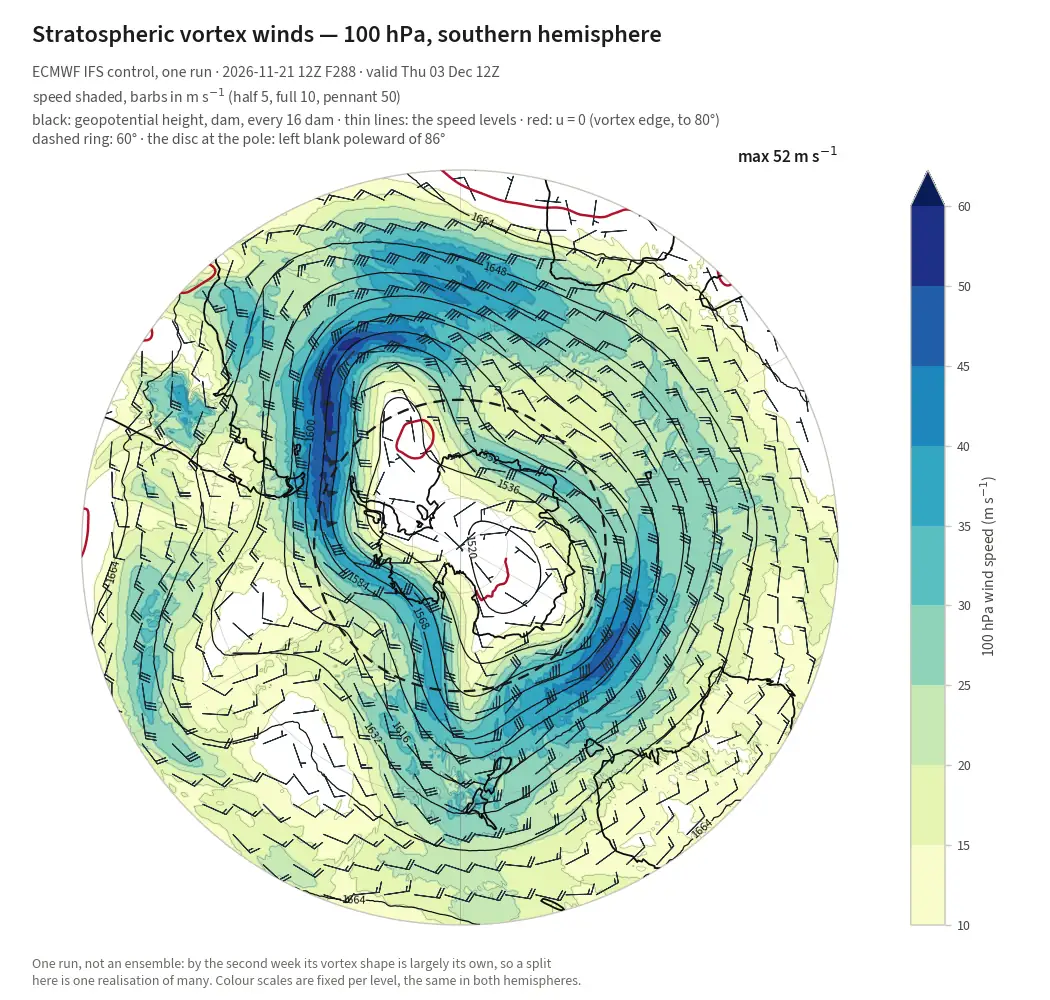 Stratospheric vortex winds — 100 hPa, southern hemisphere
ECMWF IFS control, one run · 2026-11-21 12Z F288 · valid Thu 03 Dec 12Z
speed shaded, barbs in m s⁻¹ (half 5, full 10, pennant 50)
black: geopotential height, dam, every 16 dam · thin lines: the speed levels · red: u = 0 (vortex edge, to 80°)
dashed ring: 60° · the disc at the pole: left blank poleward of 86°
max 52 m s⁻¹
1664
1648
1600
1552
1536
1520
1584
1568
1664
1632
1616
1664
1664
60
50
45
40
35
30
25
20
15
10
100 hPa wind speed (m s⁻¹)
One run, not an ensemble: by the second week its vortex shape is largely its own, so a split
here is one realisation of many. Colour scales are fixed per level, the same in both hemispheres.